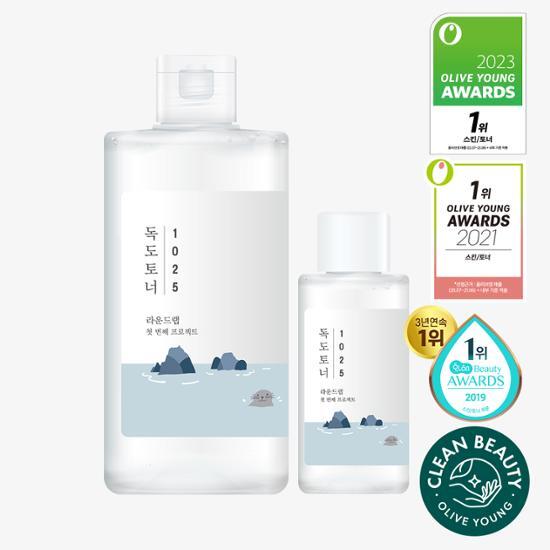 독도토너
1025
라운드랩
첫 번째 프로젝트
독도토너
1025
라운드랩
첫 번째 프로젝트
2023
OLIVE YOUNG
AWARDS
1위
스킨/토너
1위
OLIVE YOUNG
AWARDS
2021
스킨/토너
3년연속
1위
1위
Beauty
AWARDS
2019
CLEAN BEAUTY
OLIVE YOUNG